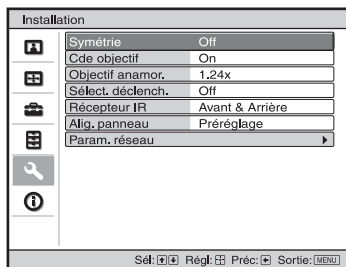 Installation
Symétrie Off
Cde objectif On
Objectif anamor. 1.24x
Sélect. déclench. Off
Récepteur IR Avant & Arrière
Alig. panneau Préréglage
Param. réseau
Sél: Régl: Préc: Sortie: MENU